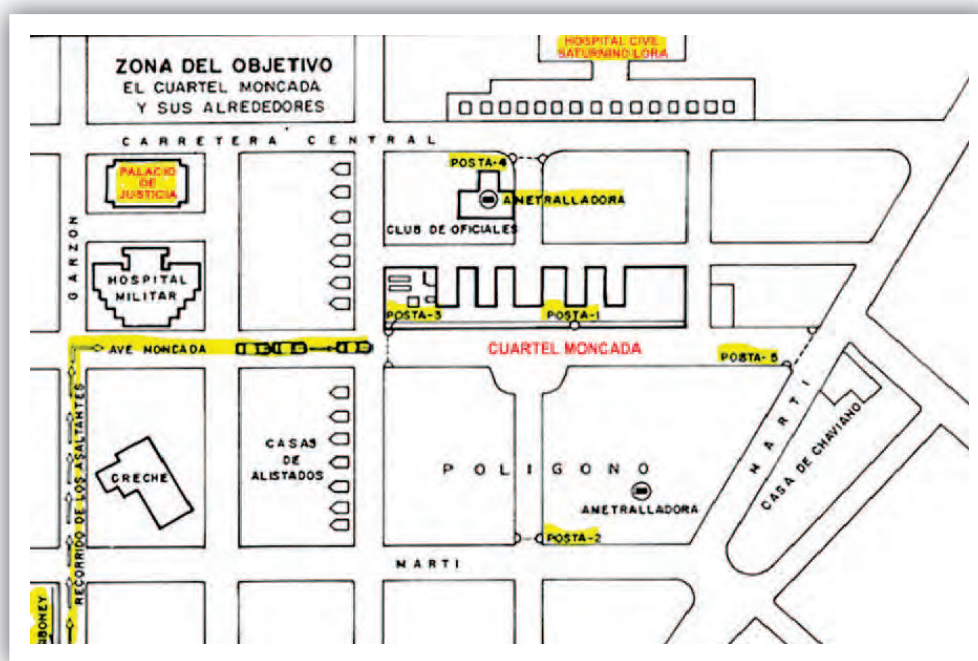 HOSPITAL CIVIL
SATURNINO LORA
ZONA DEL OBJETIVO
EL CUARTEL MONCADA
Y SUS ALREDEDORES
CARRETERA CENTRAL
PALACIO
DE
JUSTICIA
POSTA-4
AMETRALLADORA
CLUB DE OFICIALES
GARZON
HOSPITAL
MILITAR
POSTA-3
POSTA-1
AVE MONCADA
CUARTEL MONCADA
POSTA-5
RECORRIDO DE LOS ASALTANTES
CRECHE
CASAS
DE
ALISTADOS
POLIGONO
AMETRALLADORA
MARTI
CASA DE CHAVIANO
POSTA-2
MARTI
SIBONEY